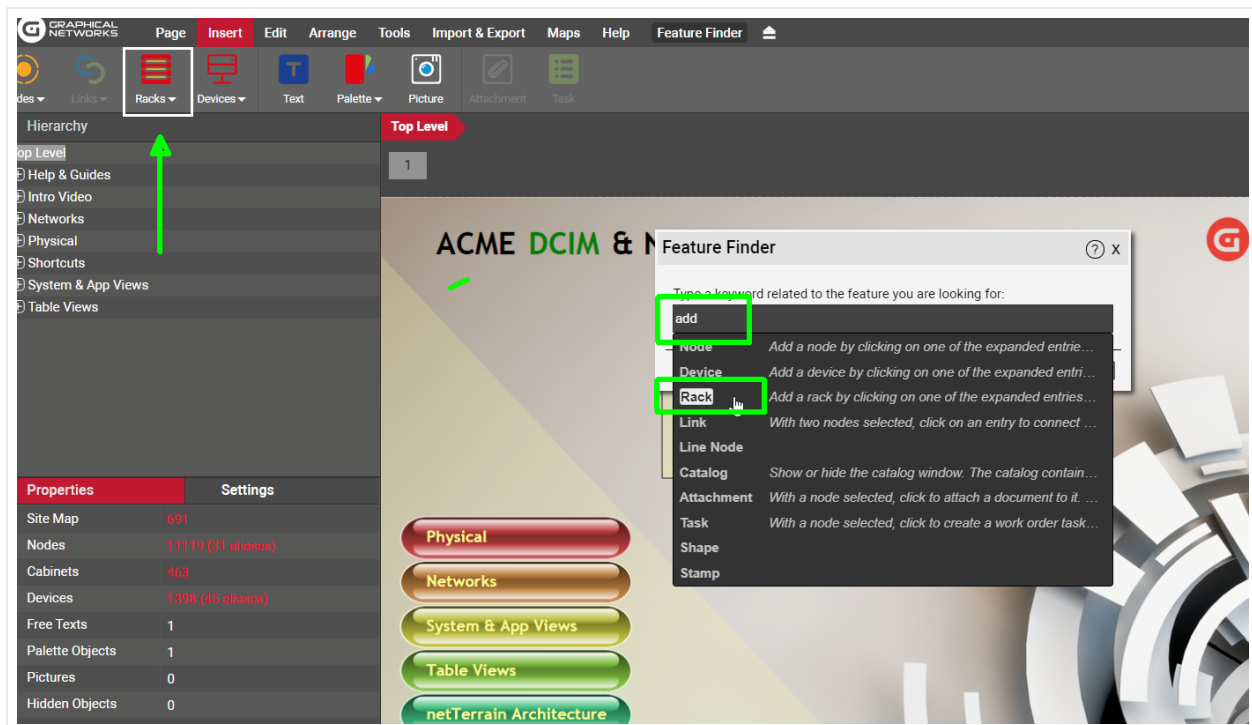 GRAPHICAL NETWORKS
Page Insert Edit Arrange Tools Import & Export Maps Help Feature Finder
des Links Racks Devices Text Palette Picture Attachment Task
Hierarchy
Top Level
op Level
1
Help & Guides
Intro Video
Networks
Physical
Shortcuts
System & App Views
Table Views
ACME DCIM & N
Feature Finder ? X
Type a keyword related to the feature you are looking for:
add
Node Add a node by clicking on one of the expanded entrie...
Device Add a device by clicking on one of the expanded entri...
Rack Add a rack by clicking on one of the expanded entries...
Link With two nodes selected, click on an entry to connect ...
Line Node
Catalog Show or hide the catalog window. The catalog contain...
Attachment With a node selected, click to attach a document to it. ...
Task With a node selected, click to create a work order task...
Shape
Stamp
Properties Settings
Site Map 691
Nodes 11119 (31 aliases)
Cabinets 463
Devices 1398 (45 aliases)
Free Texts 1
Palette Objects 1
Pictures 0
Hidden Objects 0
Physical
Networks
System & App Views
Table Views
netTerrain Architecture